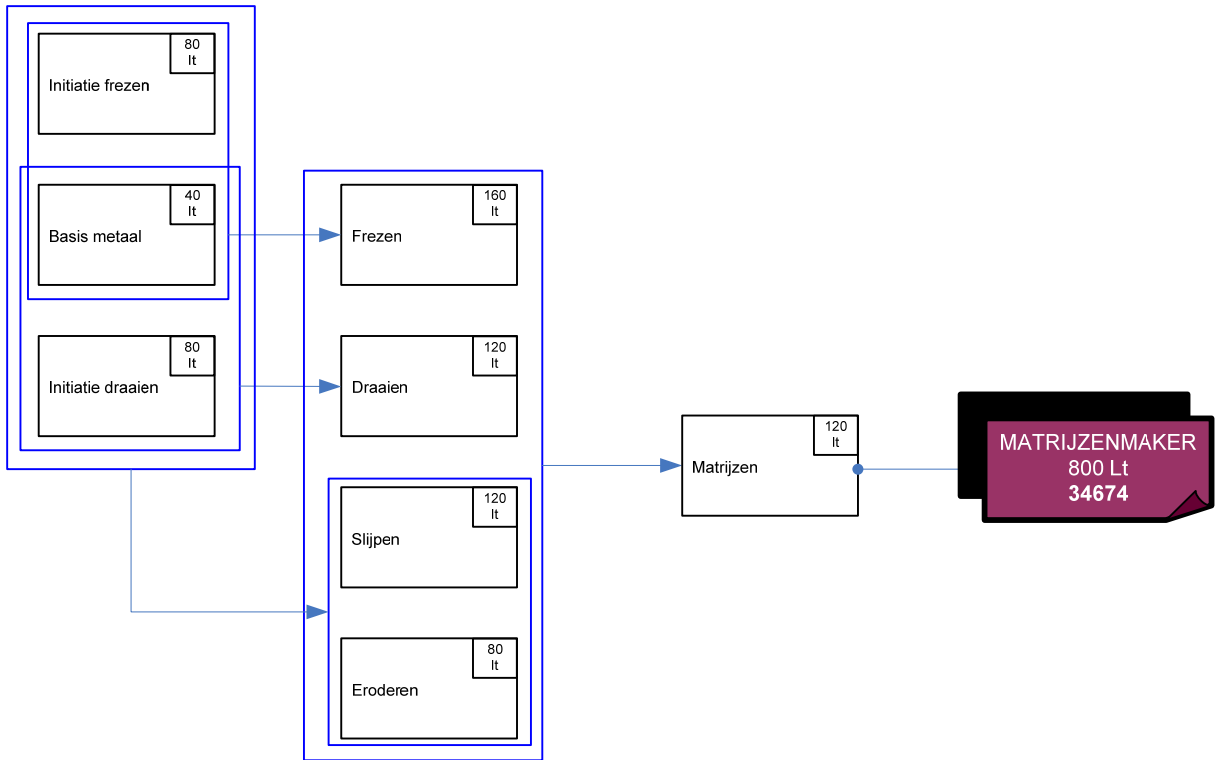 80
lt
Initiatie frezen
40
lt
Basis metaal
80
lt
Initiatie draaien
160
lt
Frezen
120
lt
Draaien
120
lt
Slijpen
80
lt
Eroderen
120
lt
Matrijzen
MATRIJZENMAKER
800 Lt
34674